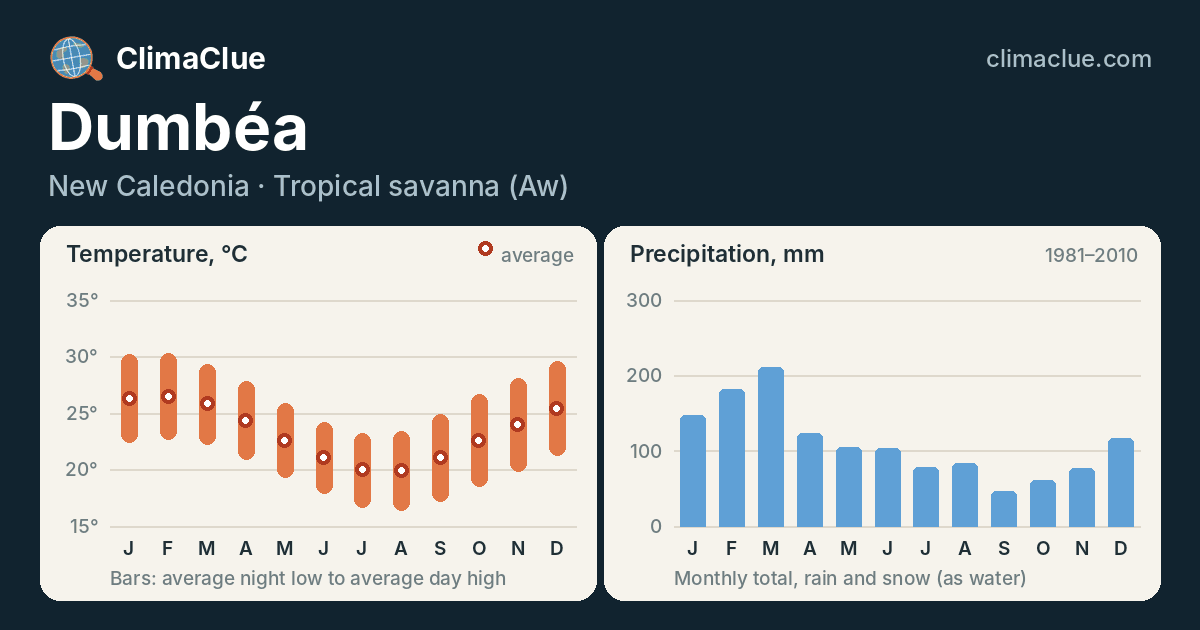 ClimaClue
climaclue.com
Dumbéa
New Caledonia · Tropical savanna (Aw)
Temperature, °C
average
35°
30°
25°
20°
15°
J F M A M J J A S O N D
Bars: average night low to average day high
Precipitation, mm
1981–2010
300
200
100
0
J F M A M J J A S O N D
Monthly total, rain and snow (as water)